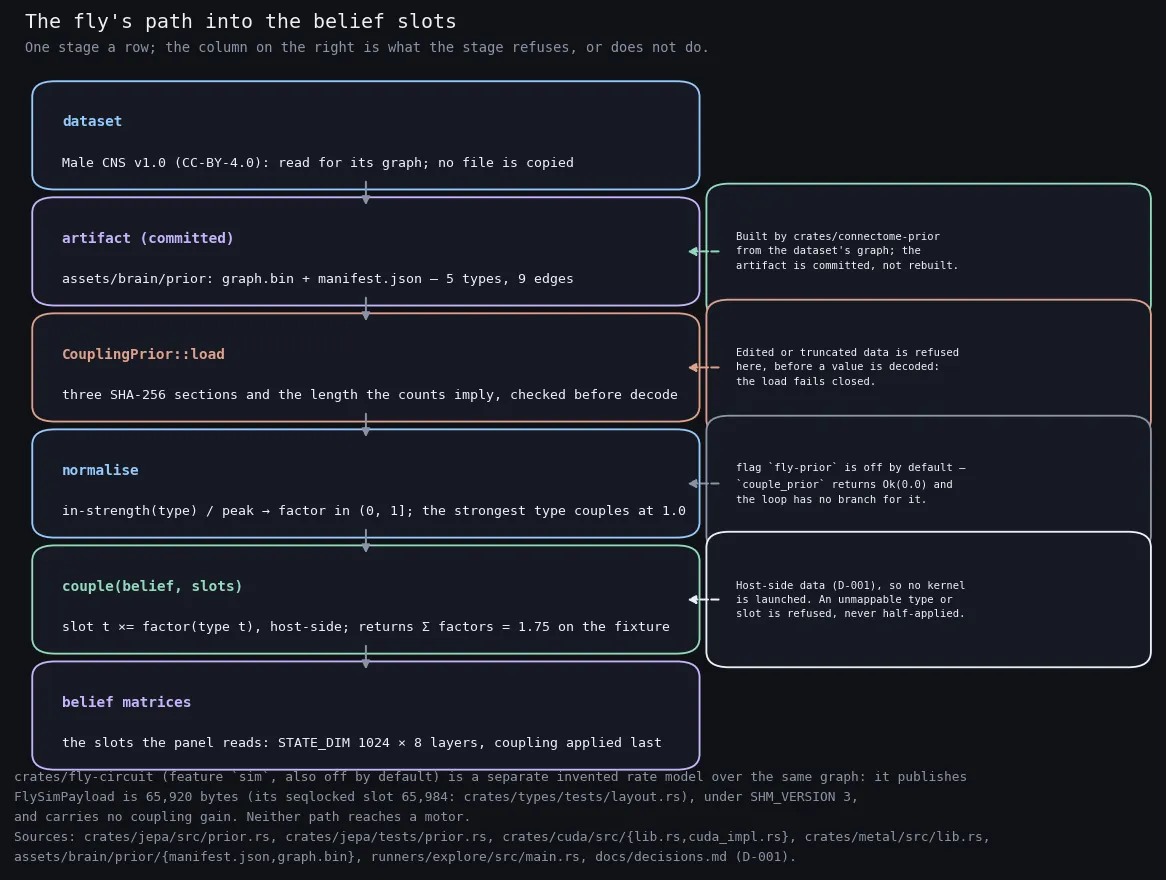 The fly's path into the belief slots
One stage a row; the column on the right is what the stage refuses, or does not do.
dataset
Male CNS v1.0 (CC-BY-4.0): read for its graph; no file is copied
artifact (committed)
assets/brain/prior: graph.bin + manifest.json — 5 types, 9 edges
Built by crates/connectome-prior
from the dataset's graph; the
artifact is committed, not rebuilt.
CouplingPrior::load
three SHA-256 sections and the length the counts imply, checked before decode
Edited or truncated data is refused
here, before a value is decoded:
the load fails closed.
normalise
in-strength(type) / peak → factor in (0, 1]; the strongest type couples at 1.0
flag `fly-prior` is off by default —
`couple_prior` returns Ok(0.0) and
the loop has no branch for it.
couple(belief, slots)
slot t ×= factor(type t), host-side; returns Σ factors = 1.75 on the fixture
Host-side data (D-001), so no kernel
is launched. An unmappable type or
slot is refused, never half-applied.
belief matrices
the slots the panel reads: STATE_DIM 1024 × 8 layers, coupling applied last
crates/fly-circuit (feature `sim`, also off by default) is a separate invented rate model over the same graph: it publishes
FlySimPayload is 65,920 bytes (its seqlocked slot 65,984: crates/types/tests/layout.rs), under SHM_VERSION 3,
and carries no coupling gain. Neither path reaches a motor.
Sources: crates/jepa/src/prior.rs, crates/jepa/tests/prior.rs, crates/cuda/src/{lib.rs,cuda_impl.rs}, crates/metal/src/lib.rs,
assets/brain/prior/{manifest.json,graph.bin}, runners/explore/src/main.rs, docs/decisions.md (D-001).